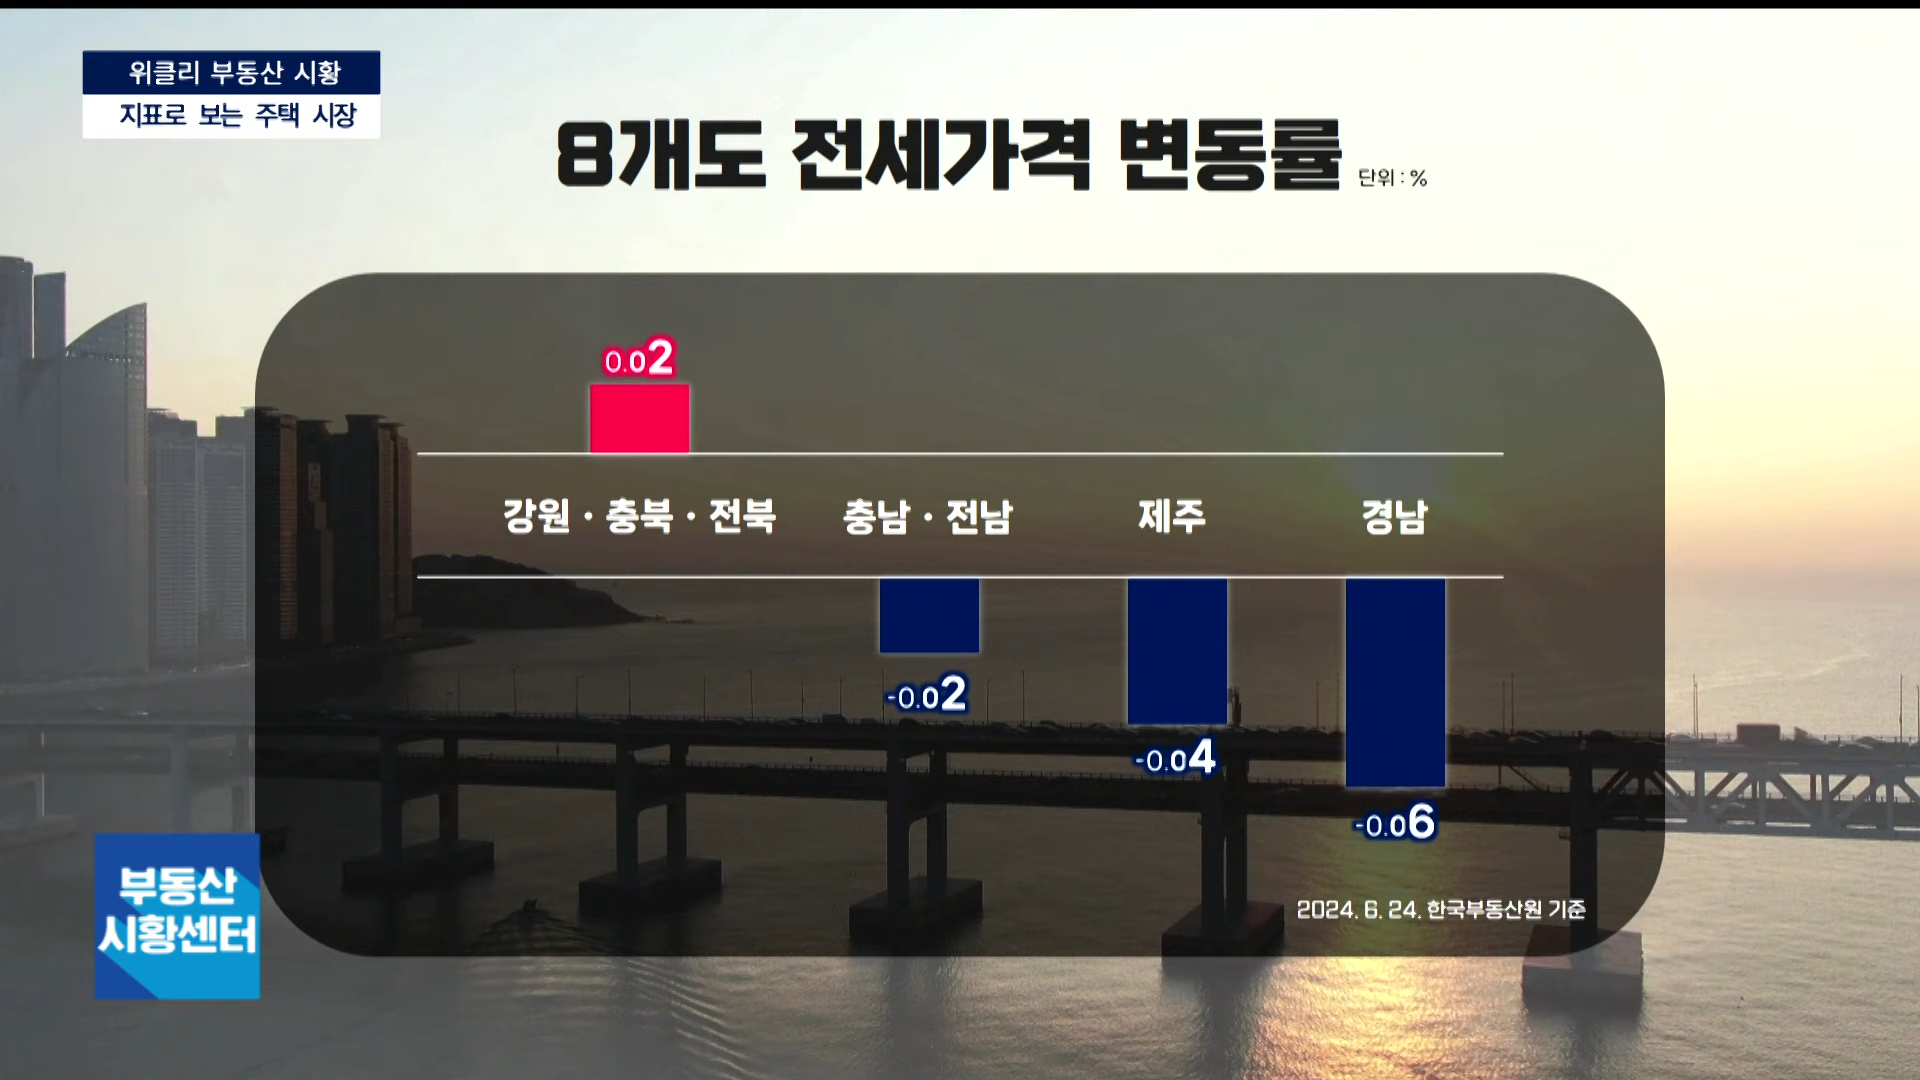 위클리 부동산 시황
지표로 보는 주택 시장
8개도 전세가격 변동률 단위 : %
0.02
강원 · 충북 · 전북 충남 · 전남 제주 경남
-0.02
-0.04
-0.06
2024. 6. 24. 한국부동산원 기준
부동산
시황센터